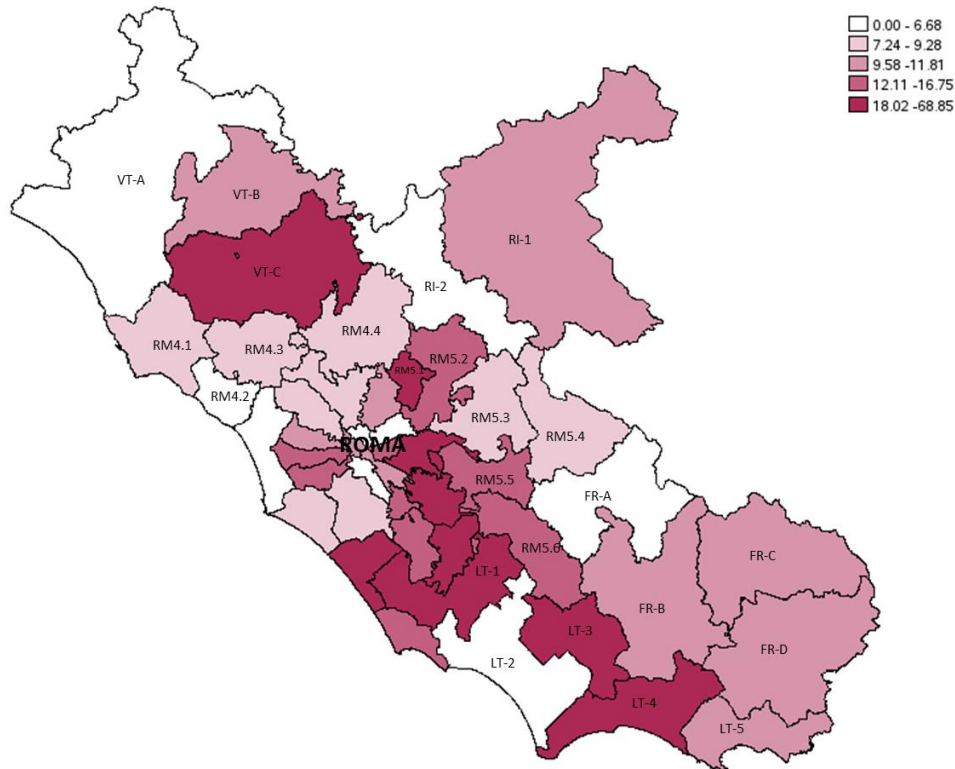 0.00 - 6.68
7.24 - 9.28
9.58 -11.81
12.11 -16.75
18.02 -68.85
VT-A
VT-B
RI-1
VT-C
RI-2
RM4.4
RM4.1
RM4.3
RM5.2
RM5.1
RM4.2
RM5.3
RM5.4
ROMA
RM5.5
FR-A
RM5.6
FR-C
LT-1
FR-B
LT-3
FR-D
LT-2
LT-4
LT-5